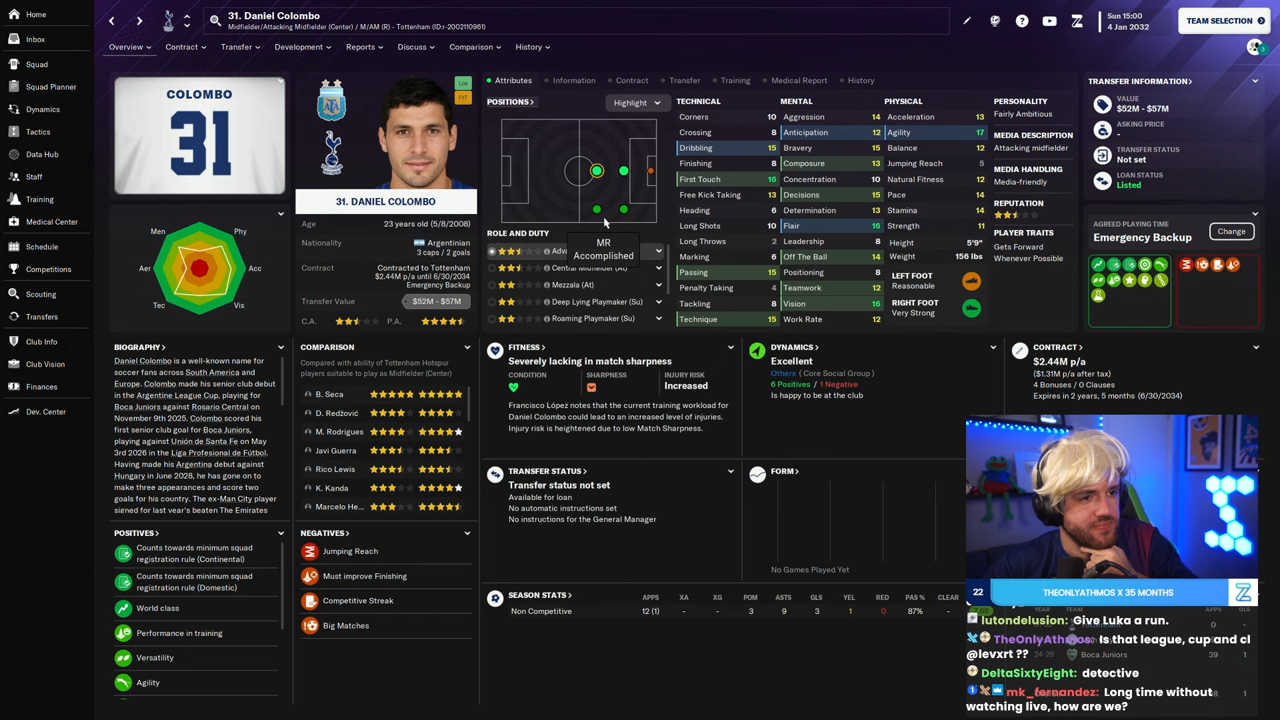 31. Daniel Colombo
Midfielder/Attacking Midfielder (Center) / M/AM (R) - Tottenham (ID:r-2002110961)
Sun 15:00
4 Jan 2032
TEAM SELECTION
Home
Inbox
Squad
Squad Planner
Dynamics
Tactics
Data Hub
Staff
Training
Medical Center
Schedule
Competitions
Scouting
Transfers
Club Info
Club Vision
Finances
Dev. Center
Overview
Contract
Transfer
Development
Reports
Discuss
Comparison
History
3
COLOMBO
31
31. DANIEL COLOMBO
Age 23 years old (5/8/2008)
Nationality Argentinian
3 caps / 2 goals
Contract Contracted to Tottenham
$2.44M p/a until 6/30/2034
Emergency Backup
Transfer Value $52M - $57M
C.A. P.A.
Men Phy
Aer Acc
Tec Vis
Attributes Information Contract Transfer Training Medical Report History
POSITIONS
Highlight
MR
Accomplished
ROLE AND DUTY
Mezzala (At)
Deep Lying Playmaker (Su)
Roaming Playmaker (Su)
TECHNICAL
Corners 10
Crossing 8
Dribbling 15
Finishing 8
First Touch 16
Free Kick Taking 13
Heading 6
Long Shots 10
Long Throws 2
Marking 6
Passing 15
Penalty Taking 4
Tackling 8
Technique 15
MENTAL
Aggression 14
Anticipation 12
Bravery 15
Composure 13
Concentration 10
Decisions 15
Determination 13
Flair 16
Leadership 8
Off The Ball 14
Positioning 8
Teamwork 12
Vision 16
Work Rate 12
PHYSICAL
Acceleration 13
Agility 17
Balance 12
Jumping Reach 5
Natural Fitness 12
Pace 14
Stamina 14
Strength 11
Height 5'9"
Weight 156 lbs
LEFT FOOT
Reasonable
RIGHT FOOT
Very Strong
PERSONALITY
Fairly Ambitious
MEDIA DESCRIPTION
Attacking midfielder
MEDIA HANDLING
Media-friendly
REPUTATION
PLAYER TRAITS
Gets Forward
Whenever Possible
TRANSFER INFORMATION
VALUE
$52M - $57M
ASKING PRICE
-
TRANSFER STATUS
Not set
LOAN STATUS
Listed
AGREED PLAYING TIME
Emergency Backup
Change
BIOGRAPHY
Daniel Colombo is a well-known name for
soccer fans across South America and
Europe. Colombo made his senior club debut
in the Argentine League Cup, playing for
Boca Juniors against Rosario Central on
November 9th 2025. Colombo scored his
first senior club goal for Boca Juniors,
playing against Unión de Santa Fe on May
3rd 2026 in the Liga Profesional de Fútbol.
Having made his Argentina debut against
Hungary in June 2028, he has gone on to
make three appearances and score two
goals for his country. The ex-Man City player
signed for last year's beaten The Emirates
COMPARISON
Compared with ability of Tottenham Hotspur
players suitable to play as Midfielder (Center)
B. Seca
D. Redžović
M. Rodrigues
Javi Guerra
Rico Lewis
K. Kanda
Marcelo He...
POSITIVES
Counts towards minimum squad
registration rule (Continental)
Counts towards minimum squad
registration rule (Domestic)
World class
Performance in training
Versatility
Agility
NEGATIVES
Jumping Reach
Must improve Finishing
Competitive Streak
Big Matches
FITNESS
Severely lacking in match sharpness
CONDITION
SHARPNESS
INJURY RISK
Increased
Francisco López notes that the current training workload for
Daniel Colombo could lead to an increased level of injuries.
Injury risk is heightened due to low Match Sharpness.
DYNAMICS
Excellent
Others ( Core Social Group )
6 Positives / 1 Negative
Is happy to be at the club
CONTRACT
$2.44M p/a
($1.31M p/a after tax)
4 Bonuses / 0 Clauses
Expires in 2 years, 5 months (6/30/2034)
TRANSFER STATUS
Transfer status not set
Available for loan
No automatic instructions set
No instructions for the General Manager
FORM
No Games Played Yet
SEASON STATS
APPS XA XG POM ASTS GLS YEL RED PAS % CLEAR
Non Competitive 12 (1) - - 3 9 3 1 0 87% -
22 THEONLYATHMOS X 35 MONTHS
lutondelusion: Give Luka a run.
TheOnlyAthmos: Is that league, cup and cl
@levxrt ??
Boca Juniors 39 1
DeltaSixtyEight: detective
mk_fernandez: Long time without
watching live, how are we?